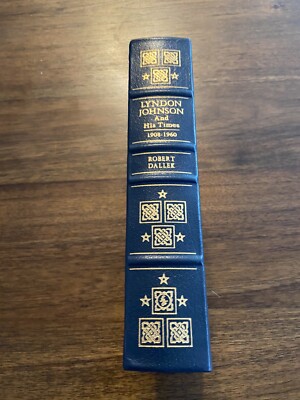 LYNDON
JOHNSON
And
His Times
1908-1960
ROBERT
DALLEK